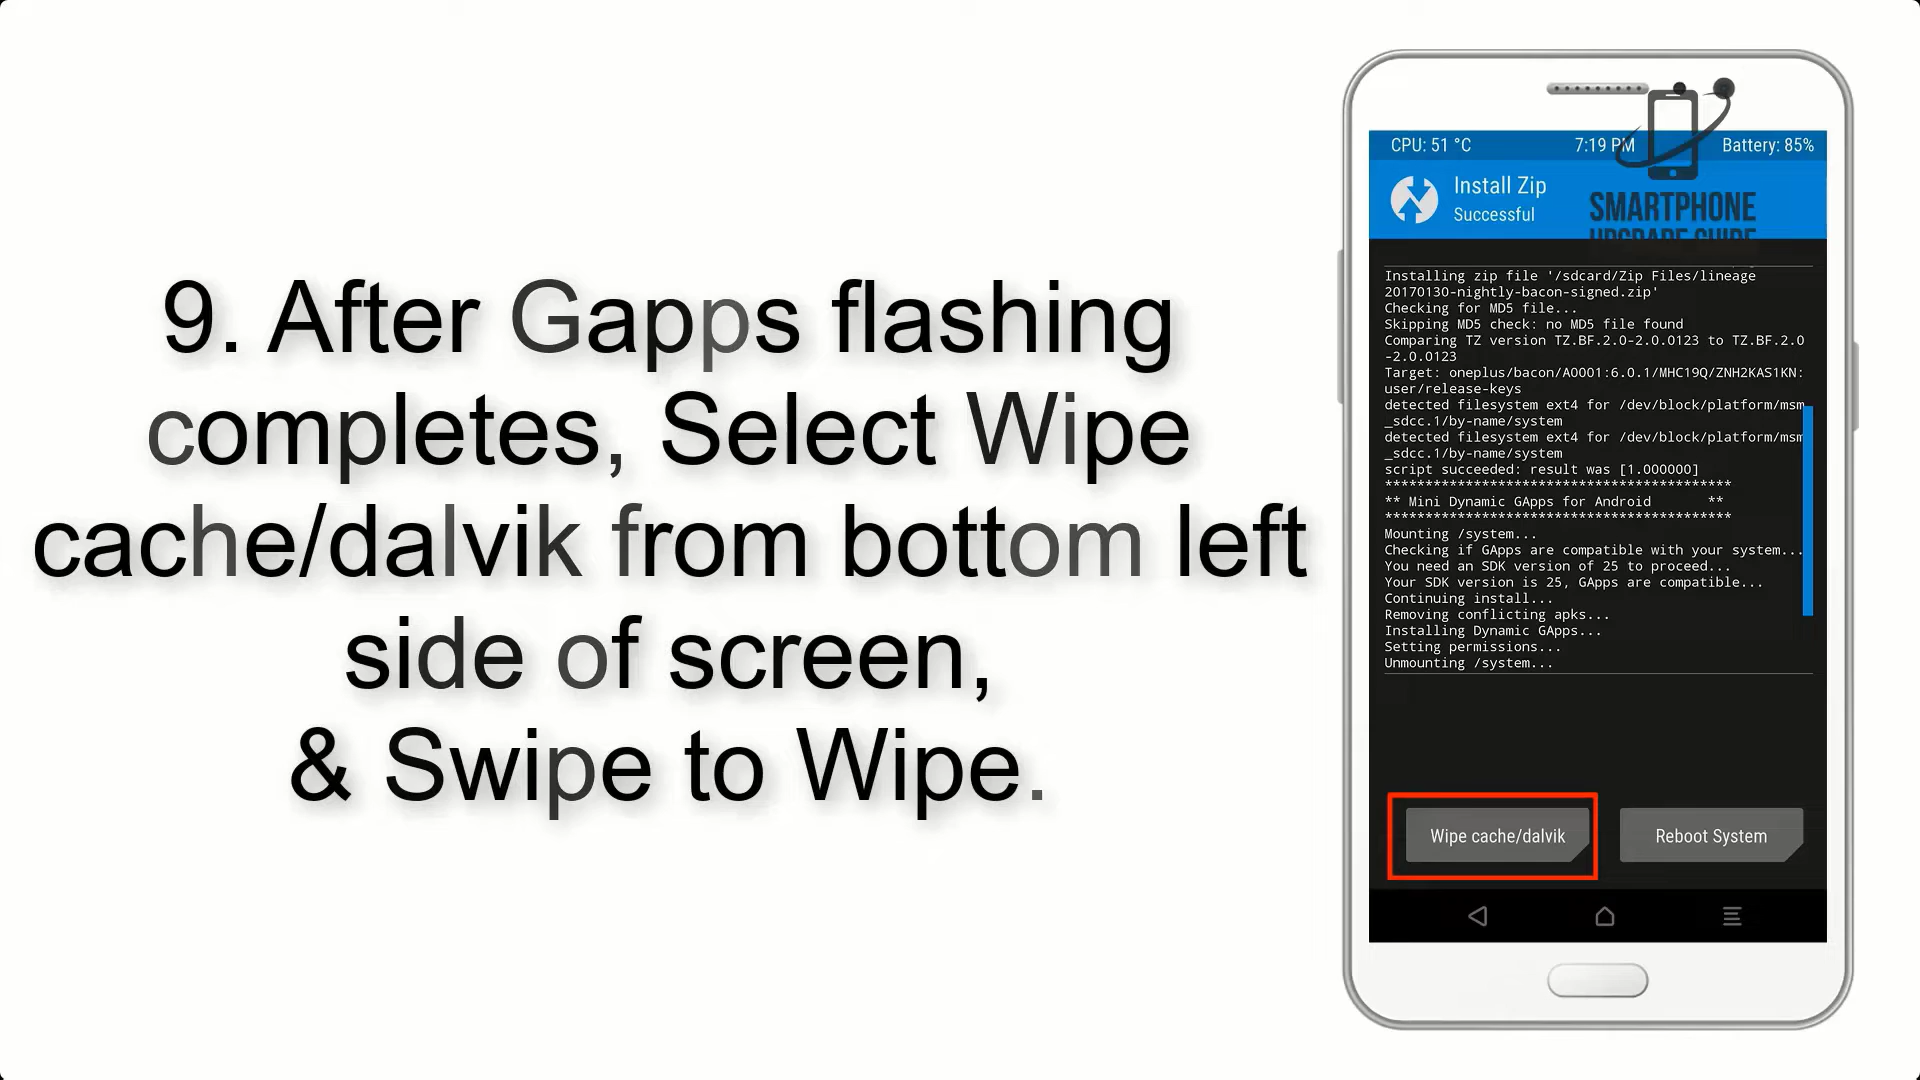 9. After Gapps flashing
completes, Select Wipe
cache/dalvik from bottom left
side of screen,
& Swipe to Wipe.
CPU: 51 °C 7:19 PM Battery: 85%
Install Zip
Successful
SMARTPHONE
UPGRADE GUIDE
Installing zip file '/sdcard/Zip Files/lineage
20170130-nightly-bacon-signed.zip'
Checking for MD5 file...
Skipping MD5 check: no MD5 file found
Comparing TZ version TZ.BF.2.0-2.0.0123 to TZ.BF.2.0
-2.0.0123
Target: oneplus/bacon/A0001:6.0.1/MHC19Q/ZNH2KAS1KN:
user/release-keys
detected filesystem ext4 for /dev/block/platform/msm
_sdcc.1/by-name/system
detected filesystem ext4 for /dev/block/platform/msm
_sdcc.1/by-name/system
script succeeded: result was [1.000000]
*******************************************
** Mini Dynamic GApps for Android **
*******************************************
Mounting /system...
Checking if GApps are compatible with your system...
You need an SDK version of 25 to proceed...
Your SDK version is 25, GApps are compatible...
Continuing install...
Removing conflicting apks...
Installing Dynamic GApps...
Setting permissions...
Unmounting /system...
Wipe cache/dalvik Reboot System